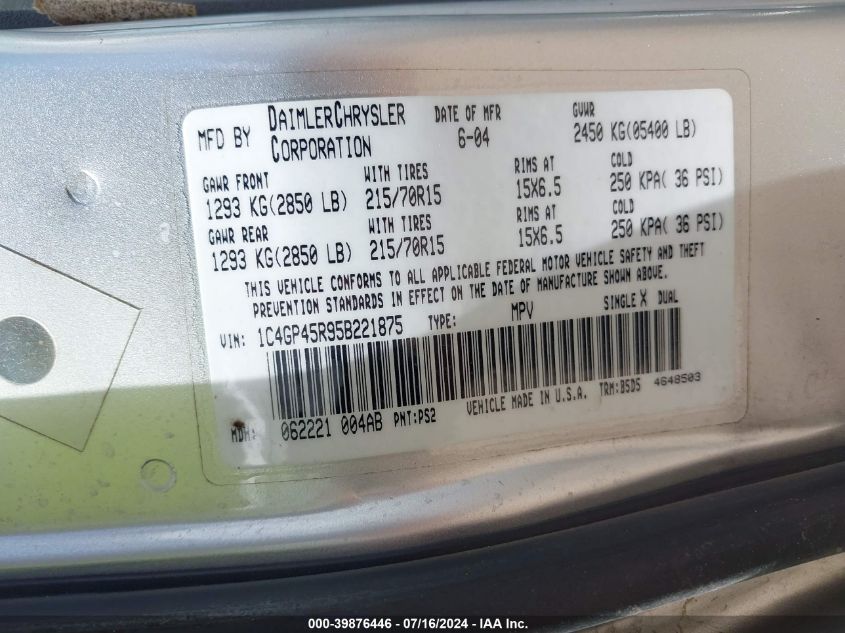 MFD BY DAIMLERCHRYSLER CORPORATION DATE OF MFR 6-04 GVWR 2450 KG(05400 LB)
GAWR FRONT WITH TIRES RIMS AT COLD
1293 KG(2850 LB) 215/70R15 15X6.5 250 KPA( 36 PSI)
GAWR REAR WITH TIRES RIMS AT COLD
1293 KG(2850 LB) 215/70R15 15X6.5 250 KPA( 36 PSI)
THIS VEHICLE CONFORMS TO ALL APPLICABLE FEDERAL MOTOR VEHICLE SAFETY AND THEFT
PREVENTION STANDARDS IN EFFECT ON THE DATE OF MANUFACTURE SHOWN ABOVE.
VIN: 1C4GP45R95B221875 TYPE: MPV SINGLE X DUAL
MDH: 062221 004AB PNT:PS2 VEHICLE MADE IN U.S.A. TRM:B5D5 4648503
000-39876446 - 07/16/2024 - IAA Inc.